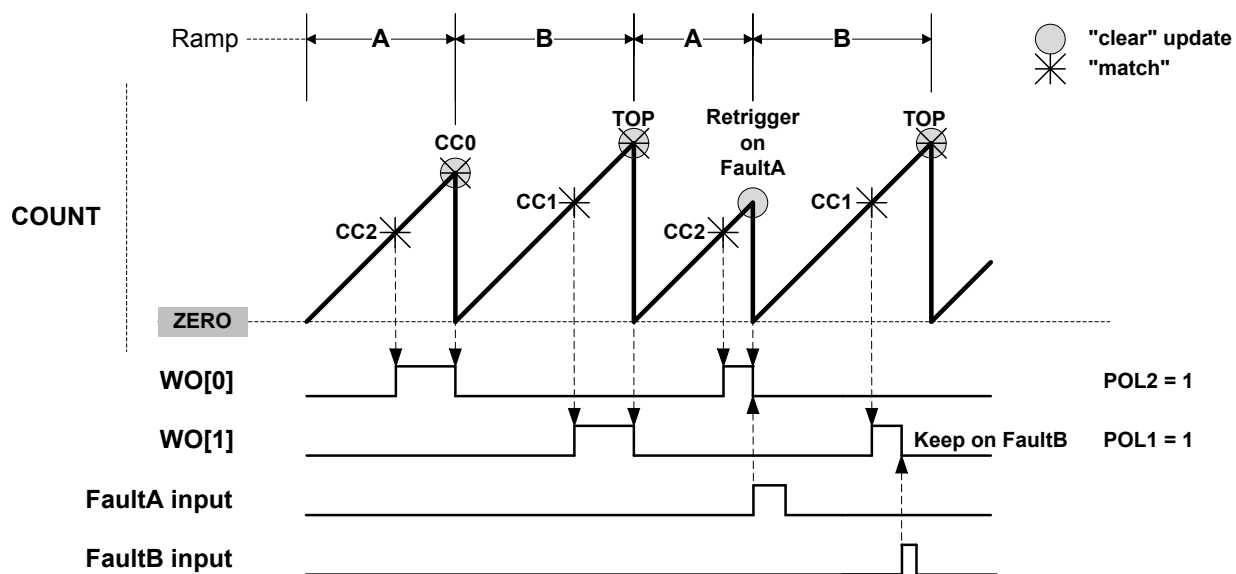 Ramp A B A B
"clear" update
"match"
TOP Retrigger TOP
on
FaultA
CC0
CC1 CC1
COUNT
CC2 CC2
ZERO
WO[0] POL2 = 1
WO[1] Keep on FaultB POL1 = 1
FaultA input
FaultB input